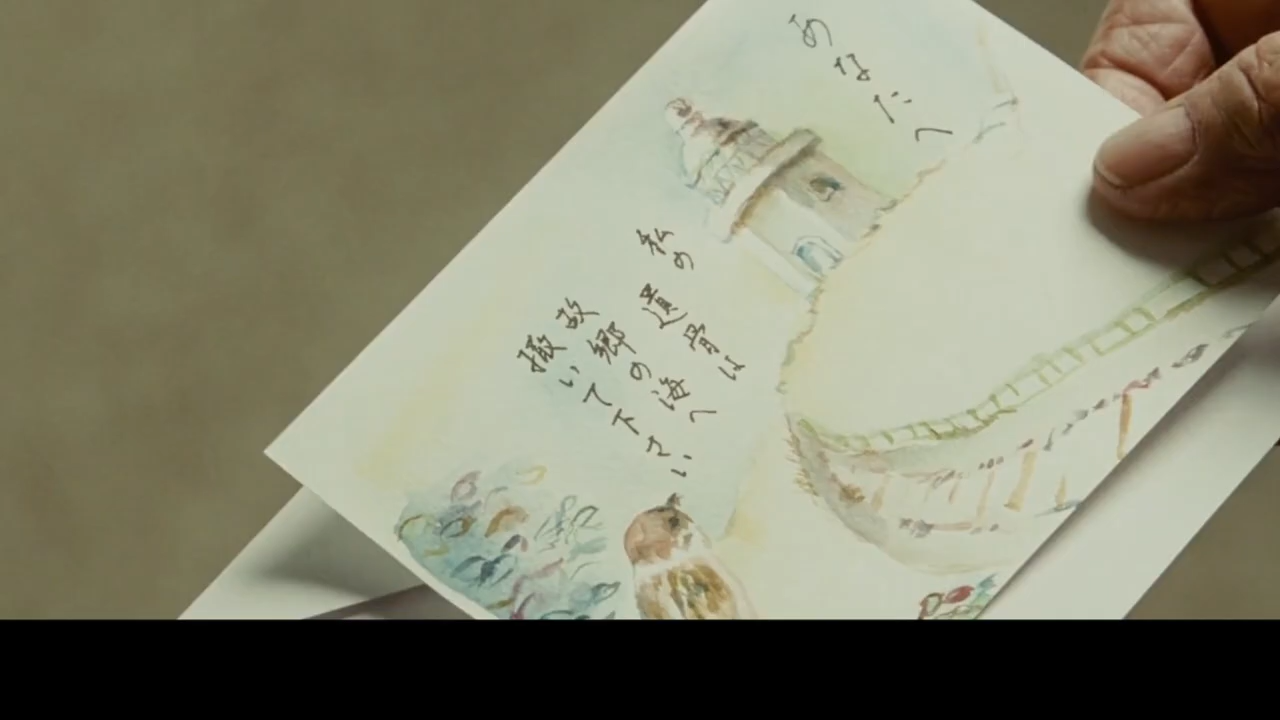 あなたへ
私の遺骨は
故郷の海へ
撒いて下さい